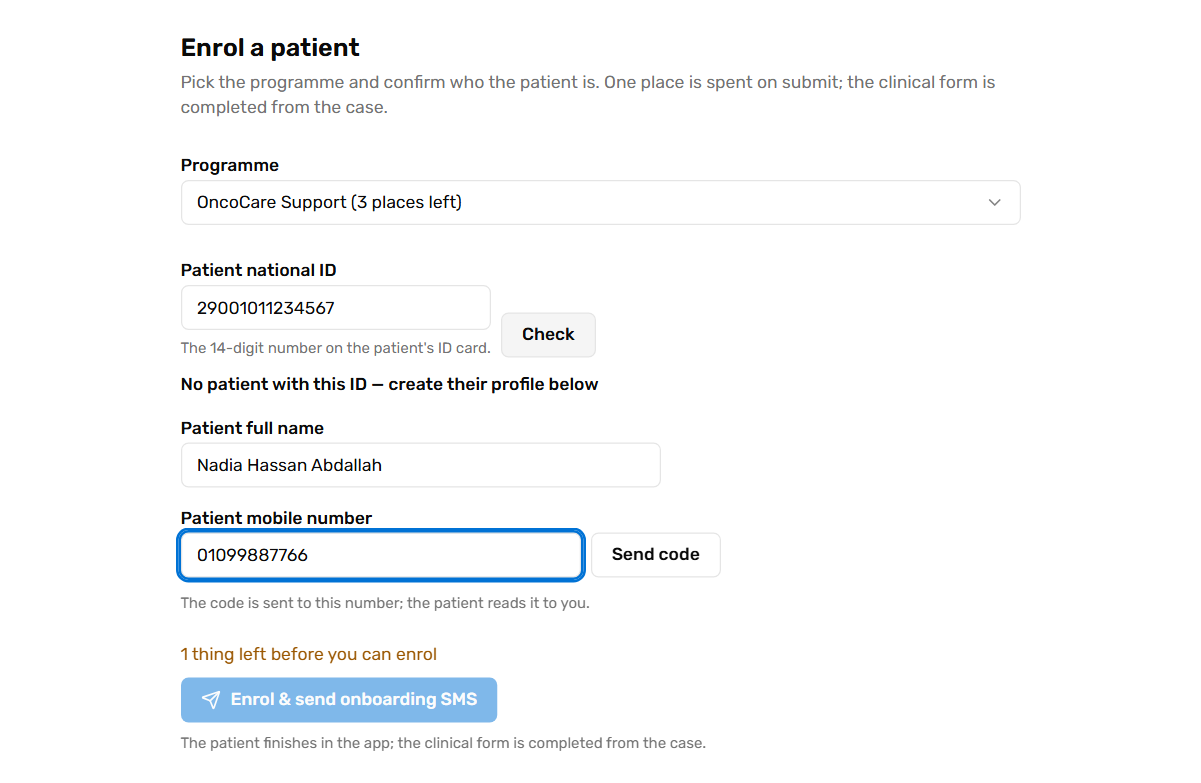 Enrol a patient
Pick the programme and confirm who the patient is. One place is spent on submit; the clinical form is
completed from the case.
Programme
OncoCare Support (3 places left)
Patient national ID
29001011234567
Check
The 14-digit number on the patient's ID card.
No patient with this ID — create their profile below
Patient full name
Nadia Hassan Abdallah
Patient mobile number
01099887766
Send code
The code is sent to this number; the patient reads it to you.
1 thing left before you can enrol
Enrol & send onboarding SMS
The patient finishes in the app; the clinical form is completed from the case.